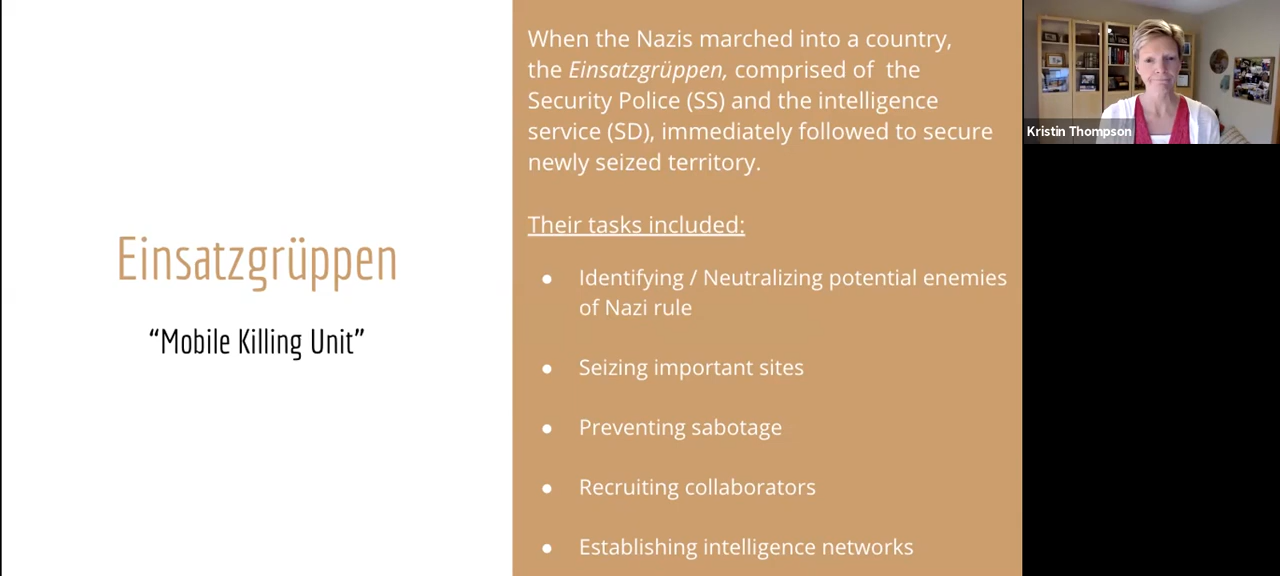 Einsatzgrüppen
“Mobile Killing Unit”
When the Nazis marched into a country,
the Einsatzgrüppen, comprised of the
Security Police (SS) and the intelligence
service (SD), immediately followed to secure
newly seized territory.
Their tasks included:
● Identifying / Neutralizing potential enemies
of Nazi rule
● Seizing important sites
● Preventing sabotage
● Recruiting collaborators
● Establishing intelligence networks
Kristin Thompson